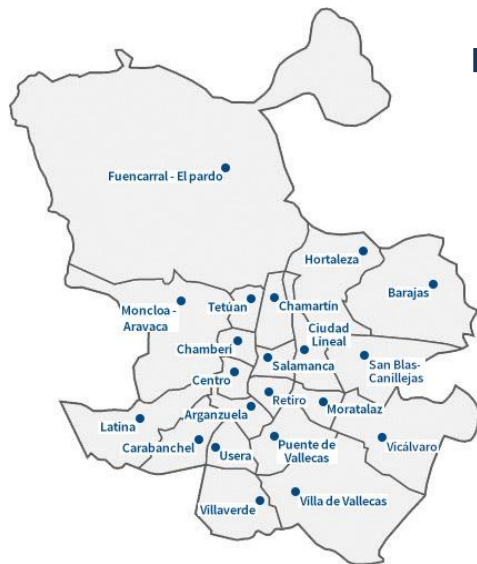 Fuencarral - El pardo
Hortaleza
Barajas
Moncloa -
Aravaca
Tetúan
Chamartín
Ciudad
Lineal
Chamberi
Salamanca
San Blas-
Canillejas
Centro
Retiro
Moratalaz
Arganzuela
Latina
Carabanchel
Usera
Puente de
Vallecas
Vicálvaro
Villaverde
Villa de Vallecas